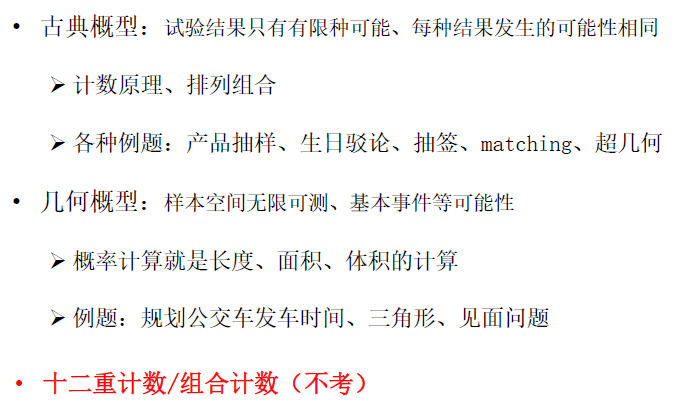 • 古典概型：试验结果只有有限种可能、每种结果发生的可能性相同
➢ 计数原理、排列组合
➢ 各种例题：产品抽样、生日驳论、抽签、matching、超几何
• 几何概型：样本空间无限可测、基本事件等可能性
➢ 概率计算就是长度、面积、体积的计算
➢ 例题：规划公交车发车时间、三角形、见面问题
• 十二重计数/组合计数（不考）